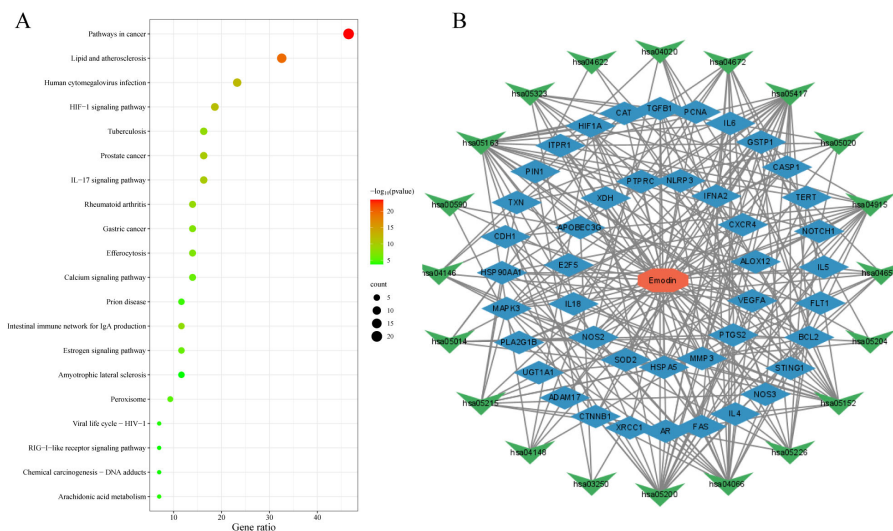 A
Pathways in cancer
Lipid and atherosclerosis
Human cytomegalovirus infection
HIF−1 signaling pathway
Tuberculosis
Prostate cancer
IL−17 signaling pathway
Rheumatoid arthritis
Gastric cancer
Efferocytosis
Calcium signaling pathway
Prion disease
Intestinal immune network for IgA production
Estrogen signaling pathway
Amyotrophic lateral sclerosis
Peroxisome
Viral life cycle − HIV−1
RIG−I−like receptor signaling pathway
Chemical carcinogenesis − DNA adducts
Arachidonic acid metabolism
10 20 30 40
Gene ratio
−log10(pvalue)
20
15
10
5
count
5
10
15
20
B
hsa04020
hsa04622 hsa04672
hsa05323 hsa05417
hsa05163 hsa05020
hsa00590 hsa04915
hsa04146
hsa05014 hsa05204
hsa05215 hsa05152
hsa04148 hsa05226
hsa03250 hsa04066
hsa05200
TGFB1
CAT PCNA
HIF1A IL6
ITPR1 GSTP1
PIN1 CASP1
TXN TERT
CDH1 NOTCH1
HSP90AA1 IL5
MAPK3 FLT1
PLA2G1B BCL2
UGT1A1 STING1
ADAM17 NOS3
CTNNB1 IL4
XRCC1 AR FAS
PTPRC NLRP3
XDH IFNA2
APOBEC3G CXCR4
E2F5 ALOX12
IL18 VEGFA
NOS2 PTGS2
SOD2 HSPA5 MMP3
Emodin